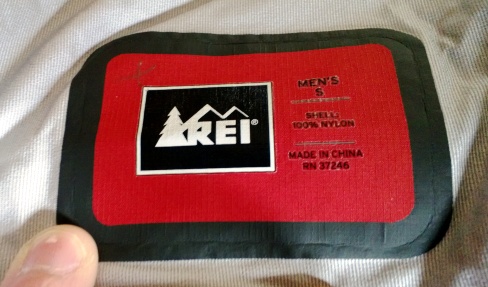 REI®
MEN'S
S
SHELL:
100% NYLON
MADE IN CHINA
RN 37246